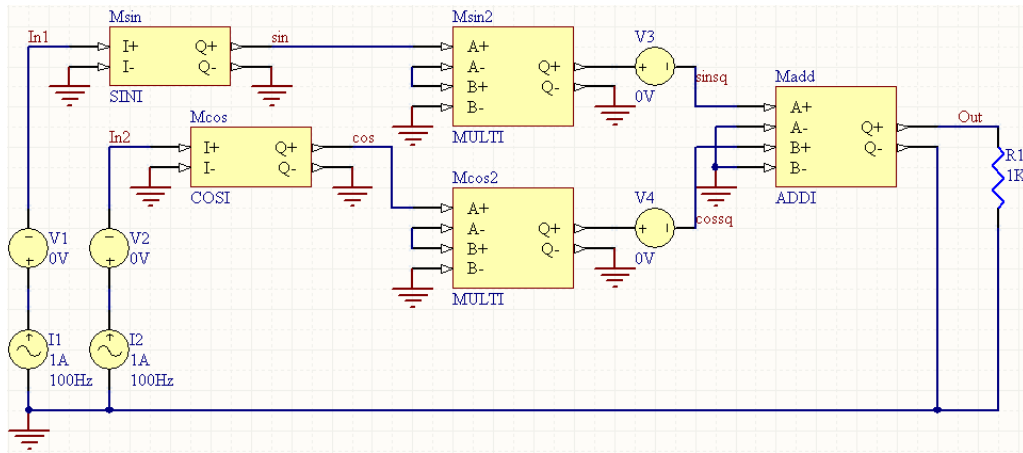 Msin
In1
I+
I-
Q+
Q-
SINI
sin
Msin2
A+
A-
B+
B-
Q+
Q-
MULTI
V3
0V
sinsq
Madd
A+
A-
B+
B-
Q+
Q-
ADDI
Out
R1
1K
In2
Mcos
I+
I-
Q+
Q-
COSI
cos
Mcos2
A+
A-
B+
B-
Q+
Q-
MULTI
V4
0V
cossq
V1
0V
V2
0V
I1
1A
100Hz
I2
1A
100Hz